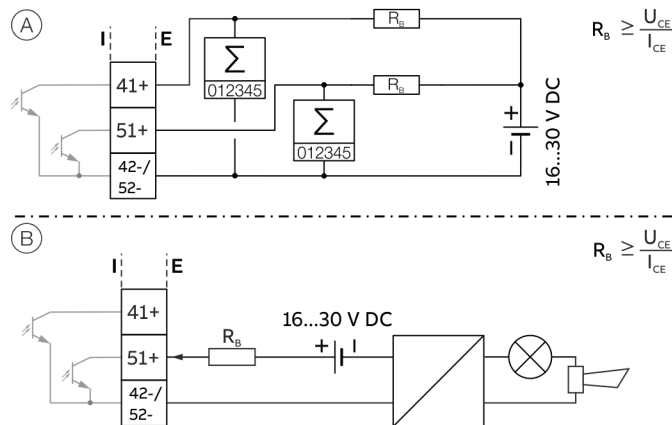 A
I E
41+
51+
42-/
52-
Σ
012345
Σ
012345
R_B
R_B
+
−
16...30 V DC
R_B ≥ U_CE
I_CE
B
I E
41+
51+
42-/
52-
R_B
16...30 V DC
+ −
R_B ≥ U_CE
I_CE